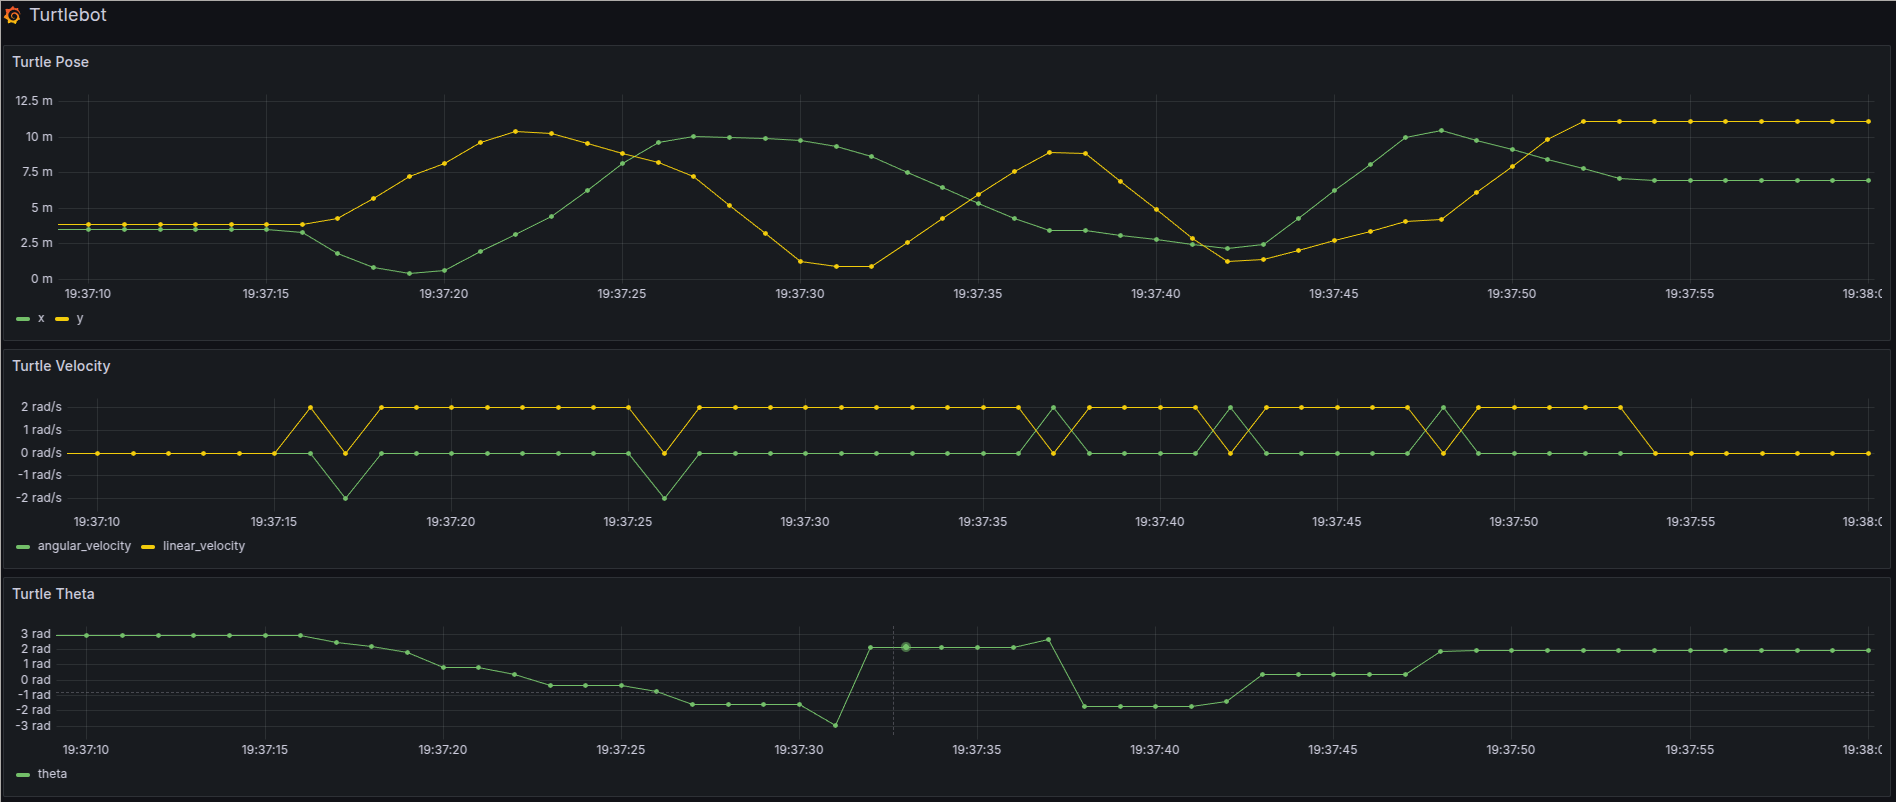 Turtlebot
Turtle Pose
12.5 m
10 m
7.5 m
5 m
2.5 m
0 m
19:37:10 19:37:15 19:37:20 19:37:25 19:37:30 19:37:35 19:37:40 19:37:45 19:37:50 19:37:55 19:38:0
x y
Turtle Velocity
2 rad/s
1 rad/s
0 rad/s
-1 rad/s
-2 rad/s
19:37:10 19:37:15 19:37:20 19:37:25 19:37:30 19:37:35 19:37:40 19:37:45 19:37:50 19:37:55 19:38:0
angular_velocity linear_velocity
Turtle Theta
3 rad
2 rad
1 rad
0 rad
-1 rad
-2 rad
-3 rad
19:37:10 19:37:15 19:37:20 19:37:25 19:37:30 19:37:35 19:37:40 19:37:45 19:37:50 19:37:55 19:38:0
theta